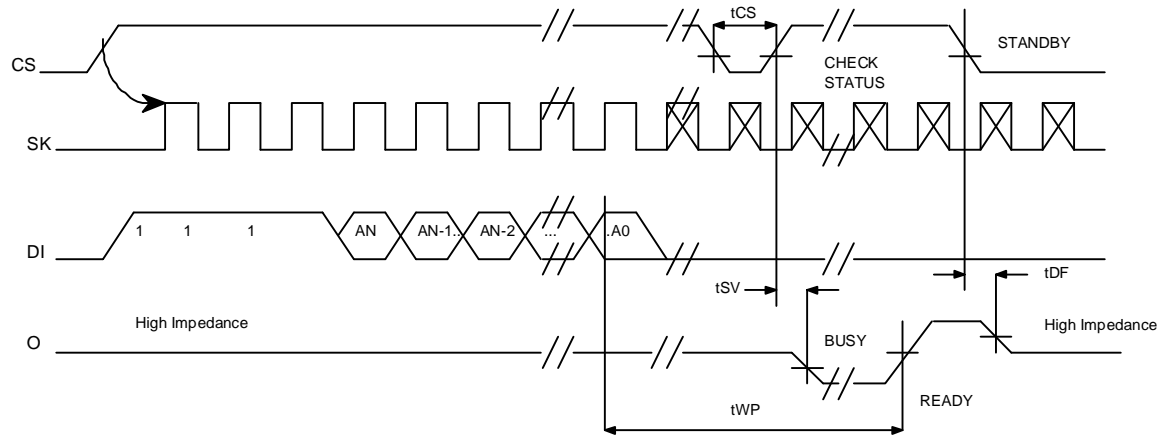 tCS
STANDBY
CS
CHECK
STATUS
SK
1 1 1 AN AN-1.. AN-2 ... ..A0
DI
tSV
tDF
High Impedance
High Impedance
O
BUSY
READY
tWP